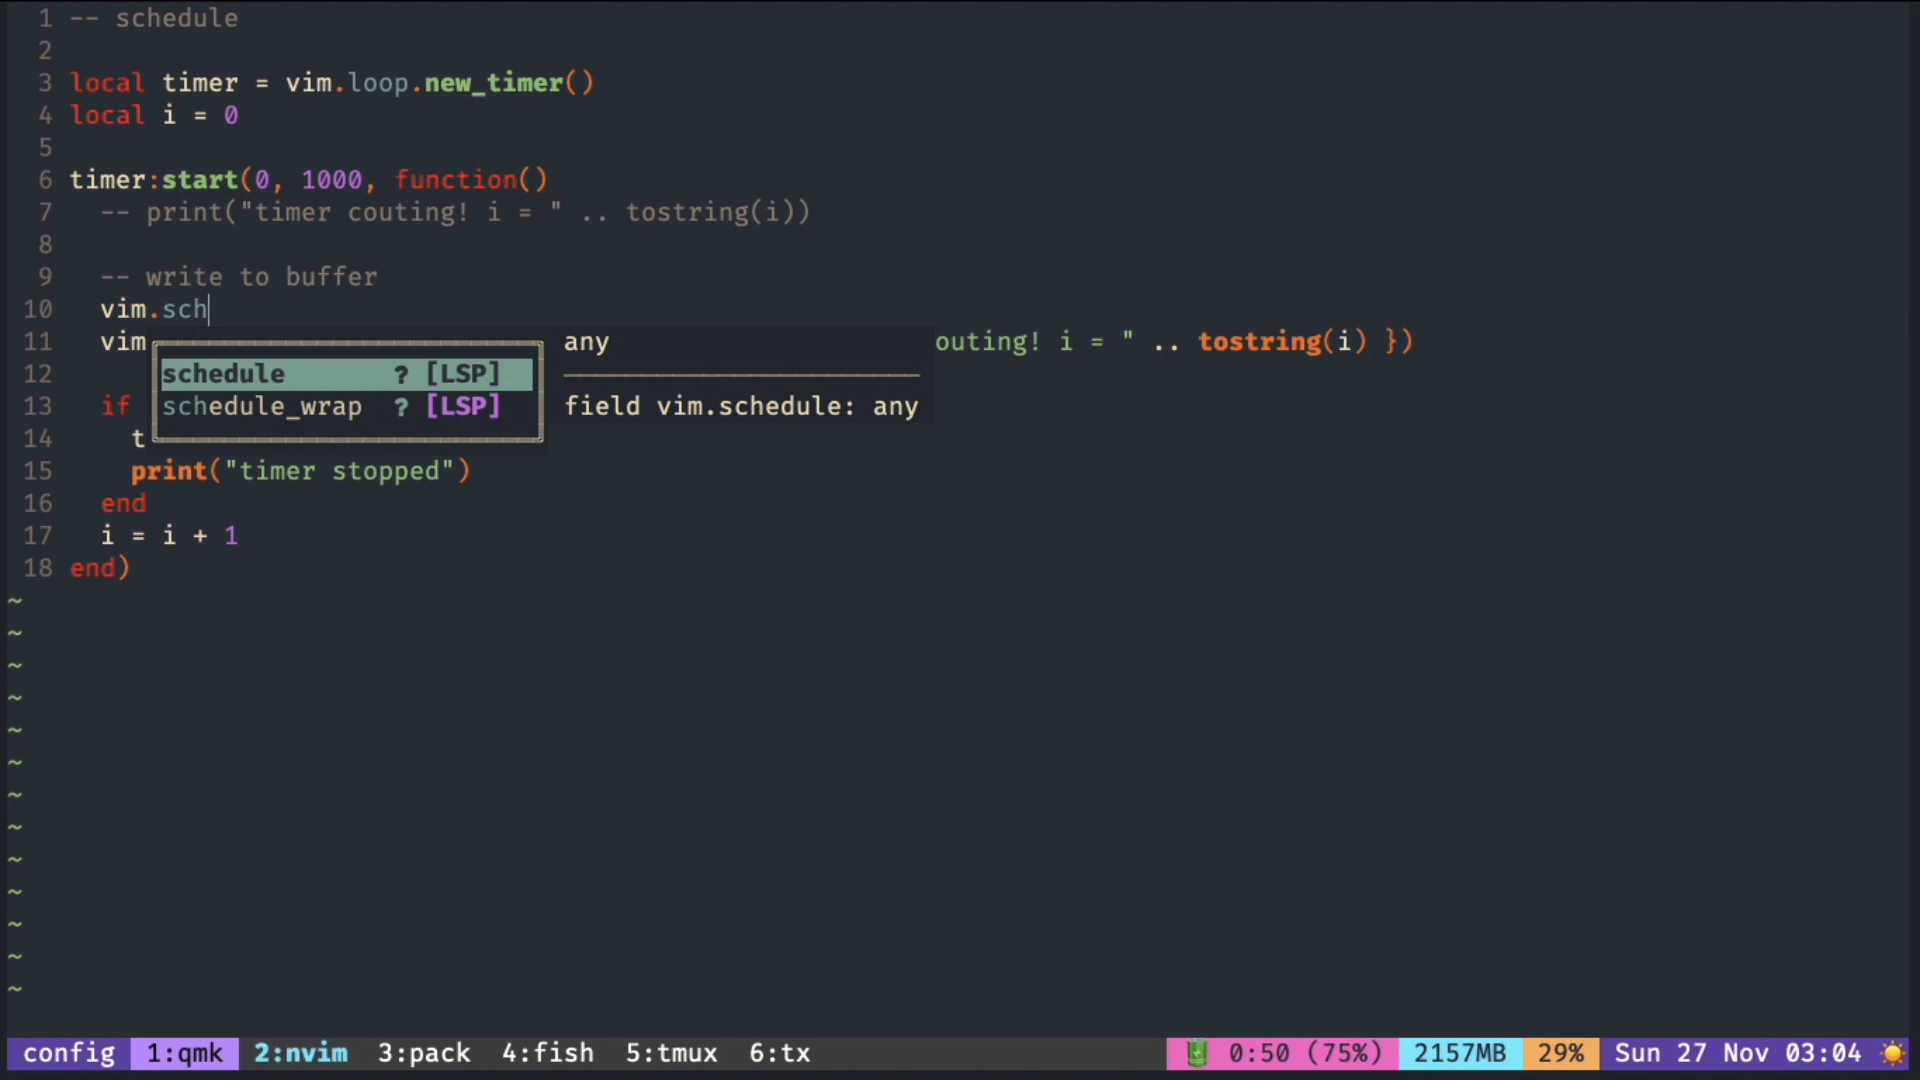 1 -- schedule
2
3 local timer = vim.loop.new_timer()
4 local i = 0
5
6 timer:start(0, 1000, function()
7 -- print("timer couting! i = " .. tostring(i))
8
9 -- write to buffer
10 vim.sch
11 vim any outing! i = " .. tostring(i) })
12 schedule ? [LSP]
13 if schedule_wrap ? [LSP] field vim.schedule: any
14 t
15 print("timer stopped")
16 end
17 i = i + 1
18 end)
~
~
~
~
~
~
~
~
~
~
~
~
~
config 1:qmk 2:nvim 3:pack 4:fish 5:tmux 6:tx 0:50 (75%) 2157MB 29% Sun 27 Nov 03:04